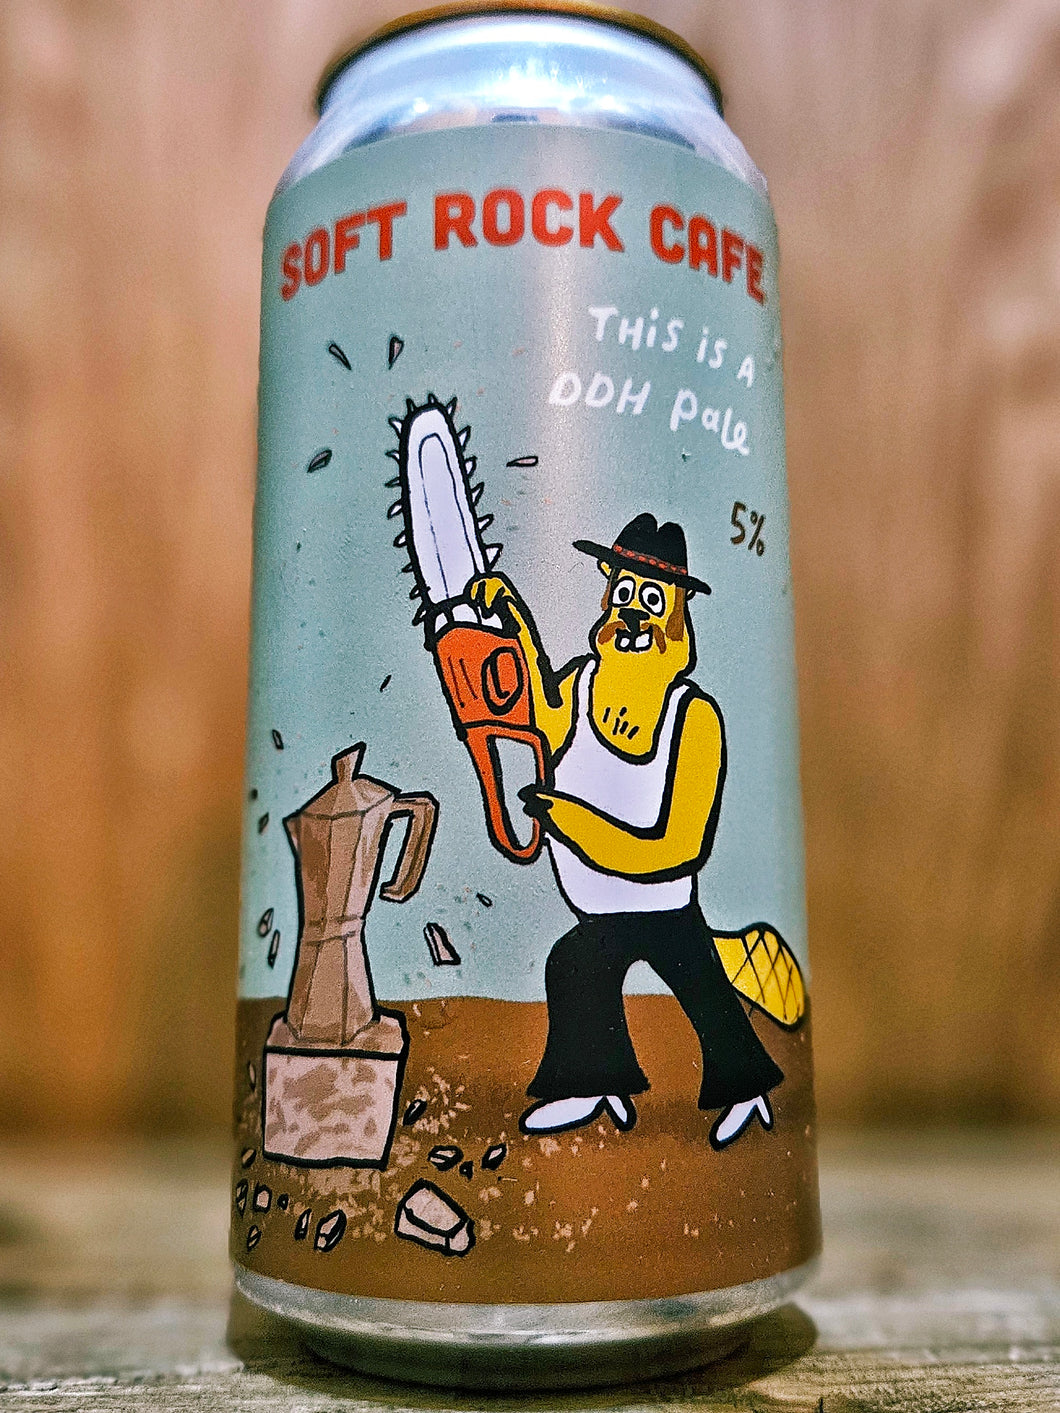 SOFT ROCK CAFE
THiS iS A
DDH pale
5%